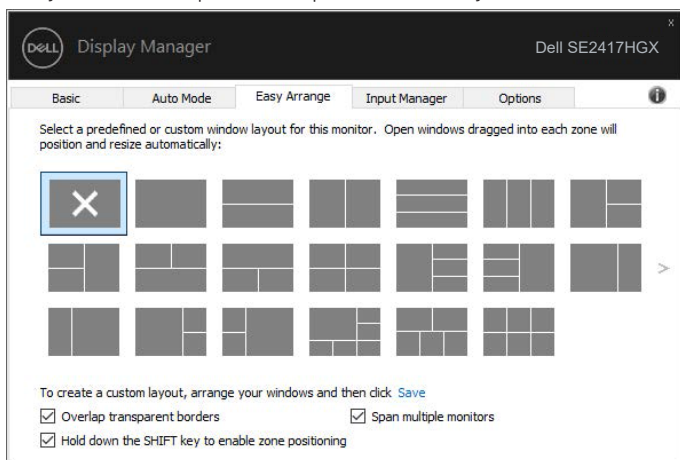 x
DELL Display Manager Dell SE2417HGX
Basic Auto Mode Easy Arrange Input Manager Options
Select a predefined or custom window layout for this monitor. Open windows dragged into each zone will
position and resize automatically:
>
To create a custom layout, arrange your windows and then click Save
Overlap transparent borders Span multiple monitors
Hold down the SHIFT key to enable zone positioning